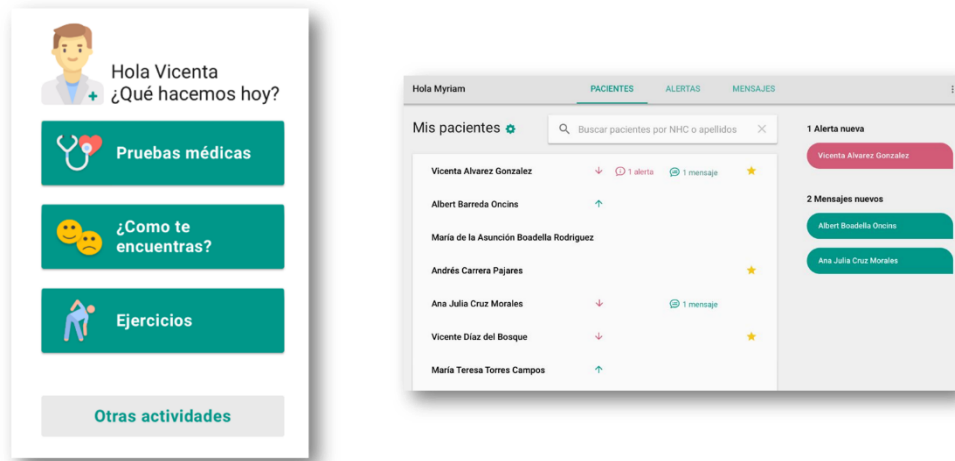 Hola Vicenta
¿Qué hacemos hoy?
Pruebas médicas
¿Como te
encuentras?
Ejercicios
Otras actividades
Hola Myriam
PACIENTES
ALERTAS
MENSAJES
Mis pacientes
Buscar pacientes por NHC o apellidos
Vicenta Alvarez Gonzalez
1 alerta
1 mensaje
Albert Barreda Oncins
María de la Asunción Boadella Rodriguez
Andrés Carrera Pajares
Ana Julia Cruz Morales
1 mensaje
Vicente Díaz del Bosque
María Teresa Torres Campos
1 Alerta nueva
Vicenta Alvarez Gonzalez
2 Mensajes nuevos
Albert Boadella Oncins
Ana Julia Cruz Morales